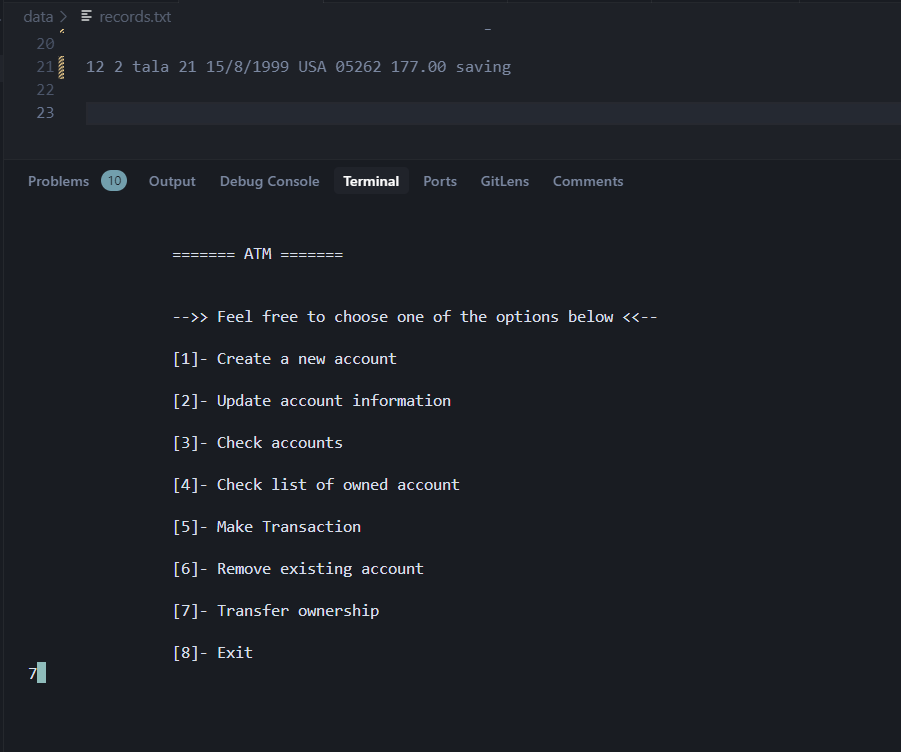 data > records.txt
20
21 12 2 tala 21 15/8/1999 USA 05262 177.00 saving
22
23
Problems 10 Output Debug Console Terminal Ports GitLens Comments
======= ATM =======
-->> Feel free to choose one of the options below <<--
[1]- Create a new account
[2]- Update account information
[3]- Check accounts
[4]- Check list of owned account
[5]- Make Transaction
[6]- Remove existing account
[7]- Transfer ownership
[8]- Exit
7